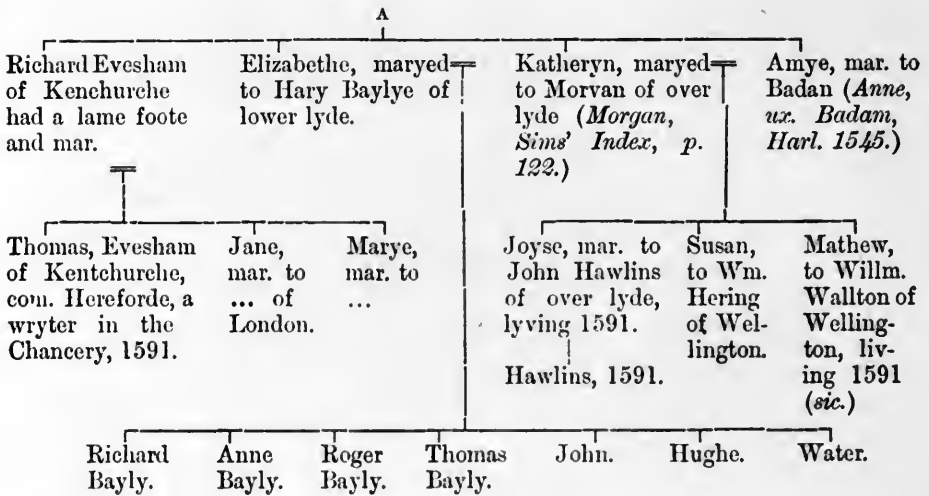 A
Richard Evesham
of Kenchurche
had a lame foote
and mar.
Elizabethe, maryed
to Hary Baylye of
lower lyde.
Katheryn, maryed
to Morvan of over
lyde (Morgan,
Sims' Index, p.
122.)
Amye, mar. to
Badan (Anne,
ux. Badam,
Harl. 1545.)
Thomas, Evesham
of Kentchurche,
com. Hereforde, a
wryter in the
Chancery, 1591.
Jane,
mar. to
... of
London.
Marye,
mar. to
...
Joyse, mar. to
John Hawlins
of over lyde,
lyving 1591.
Hawlins, 1591.
Susan,
to Wm.
Hering
of Wel-
lington.
Mathew,
to Willm.
Wallton of
Welling-
ton, liv-
ing 1591
(sic.)
Richard
Bayly.
Anne
Bayly.
Roger
Bayly.
Thomas
Bayly.
John.
Hughe.
Water.